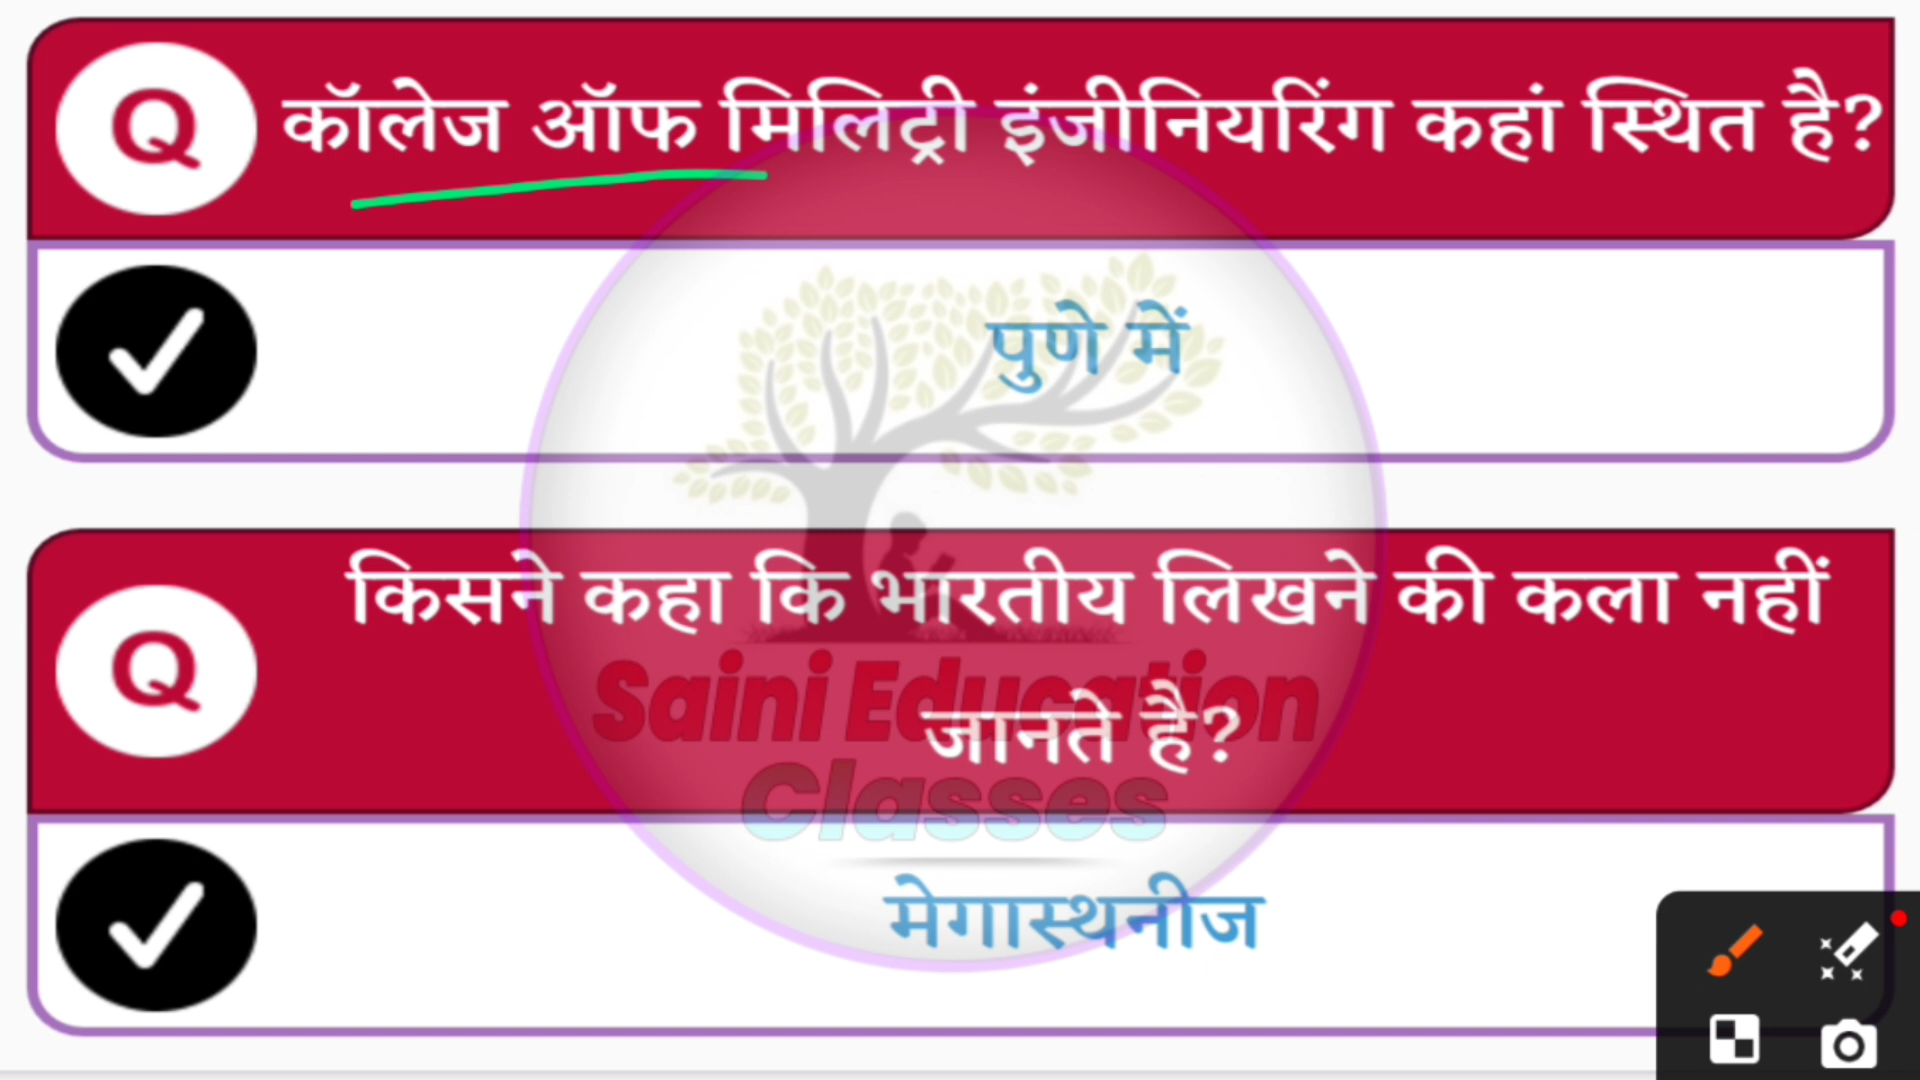 Q
कॉलेज ऑफ मिलिट्री इंजीनियरिंग कहां स्थित है?
पुणे में
Q
किसने कहा कि भारतीय लिखने की कला नहीं
जानते है?
Saini Education
Classes
मेगास्थनीज